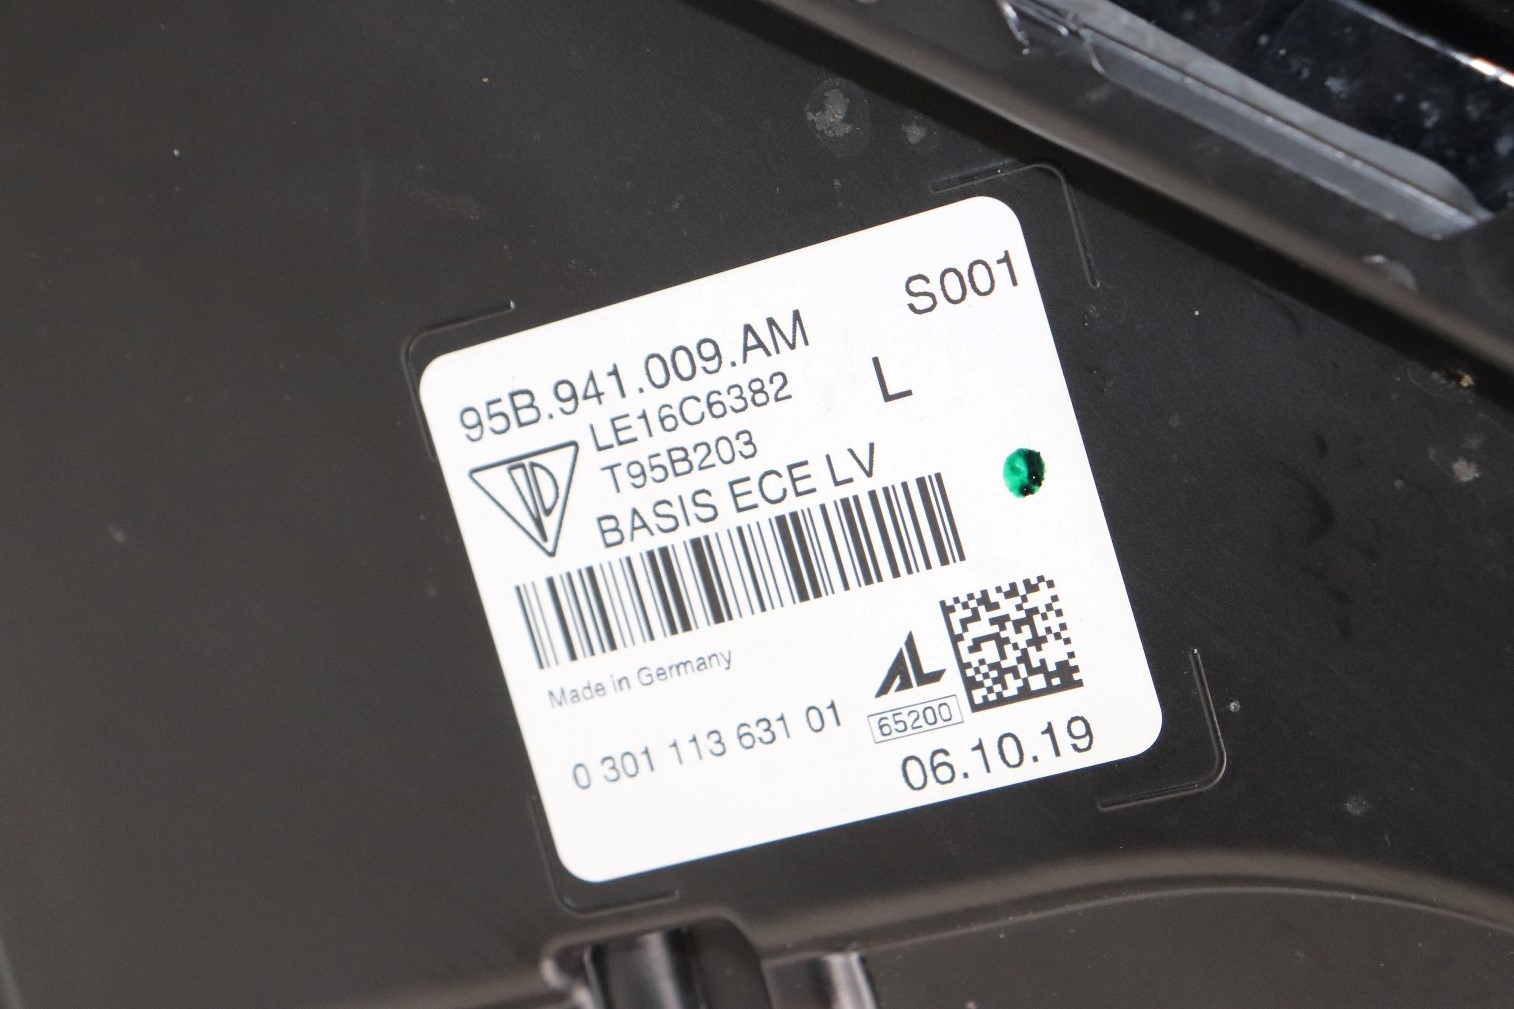 S001
95B.941.009.AM
LE16C6382
L
T95B203
BASIS ECE LV
Made in Germany
AL
65200
0 301 113 631 01
06.10.19